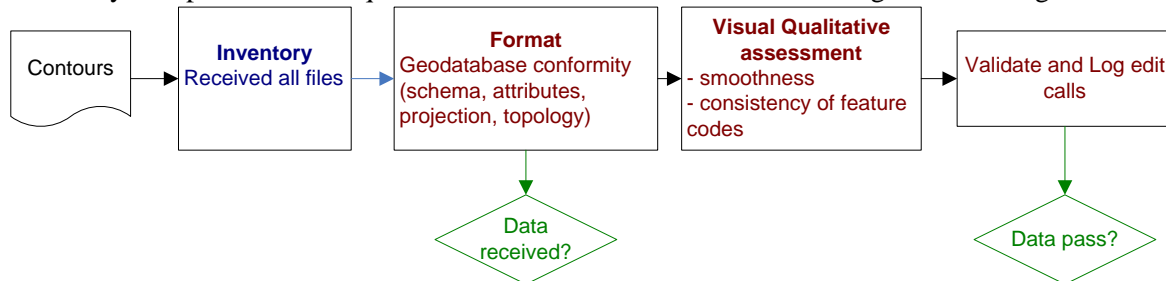 Contours
Inventory
Received all files
Format
Geodatabase conformity
(schema, attributes,
projection, topology)
Visual Qualitative
assessment
- smoothness
- consistency of feature
codes
Validate and Log edit
calls
Data
received?
Data pass?